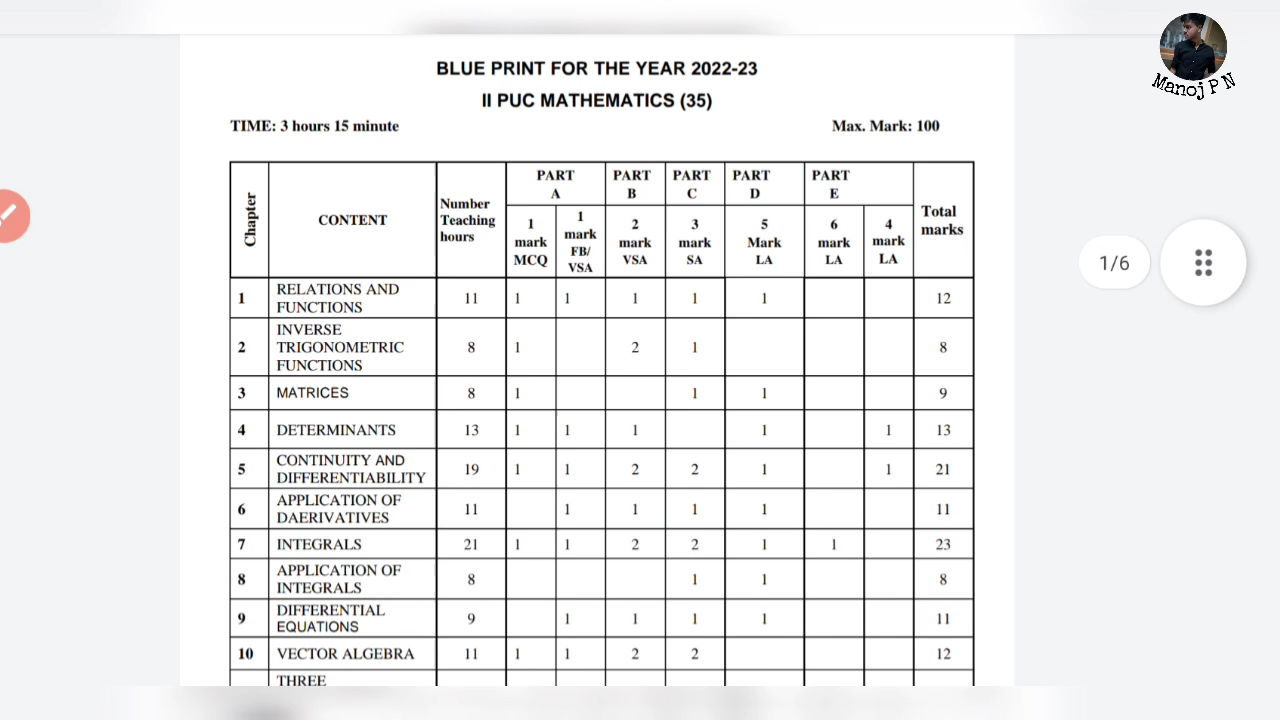 Manoj P N
BLUE PRINT FOR THE YEAR 2022-23
II PUC MATHEMATICS (35)
TIME: 3 hours 15 minute Max. Mark: 100
Chapter CONTENT Number Teaching hours PART A PART B PART C PART D PART E Total marks
1 mark MCQ 1 mark FB/ VSA 2 mark VSA 3 mark SA 5 Mark LA 6 mark LA 4 mark LA
1 RELATIONS AND FUNCTIONS 11 1 1 1 1 1 12
2 INVERSE TRIGONOMETRIC FUNCTIONS 8 1 2 1 8
3 MATRICES 8 1 1 1 9
4 DETERMINANTS 13 1 1 1 1 1 13
5 CONTINUITY AND DIFFERENTIABILITY 19 1 1 2 2 1 1 21
6 APPLICATION OF DAERIVATIVES 11 1 1 1 1 11
7 INTEGRALS 21 1 1 2 2 1 1 23
8 APPLICATION OF INTEGRALS 8 1 1 8
9 DIFFERENTIAL EQUATIONS 9 1 1 1 1 11
10 VECTOR ALGEBRA 11 1 1 2 2 12
THREE
1/6